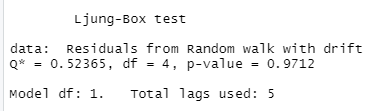 Ljung-Box test
data:  Residuals from Random walk with drift
Q* = 0.52365, df = 4, p-value = 0.9712
Model df: 1.   Total lags used: 5